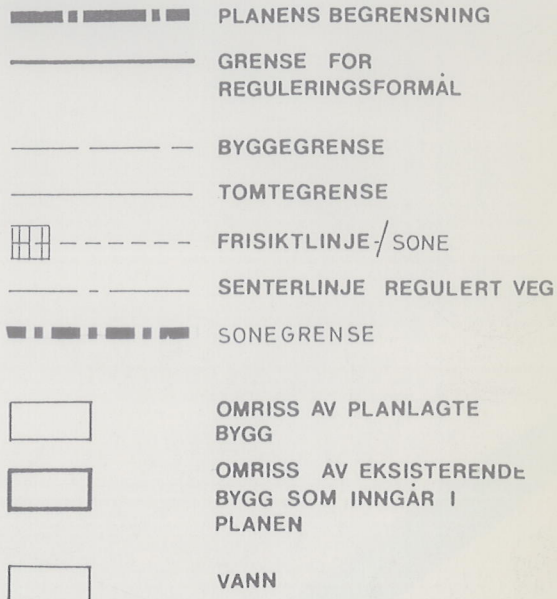 PLANENS BEGRENSNING
GRENSE FOR
REGULERINGSFORMÅL
BYGGEGRENSE
TOMTEGRENSE
FRISIKTLINJE-/SONE
SENTERLINJE REGULERT VEG
SONEGRENSE
OMRISS AV PLANLAGTE
BYGG
OMRISS AV EKSISTERENDE
BYGG SOM INNGÅR I
PLANEN
VANN